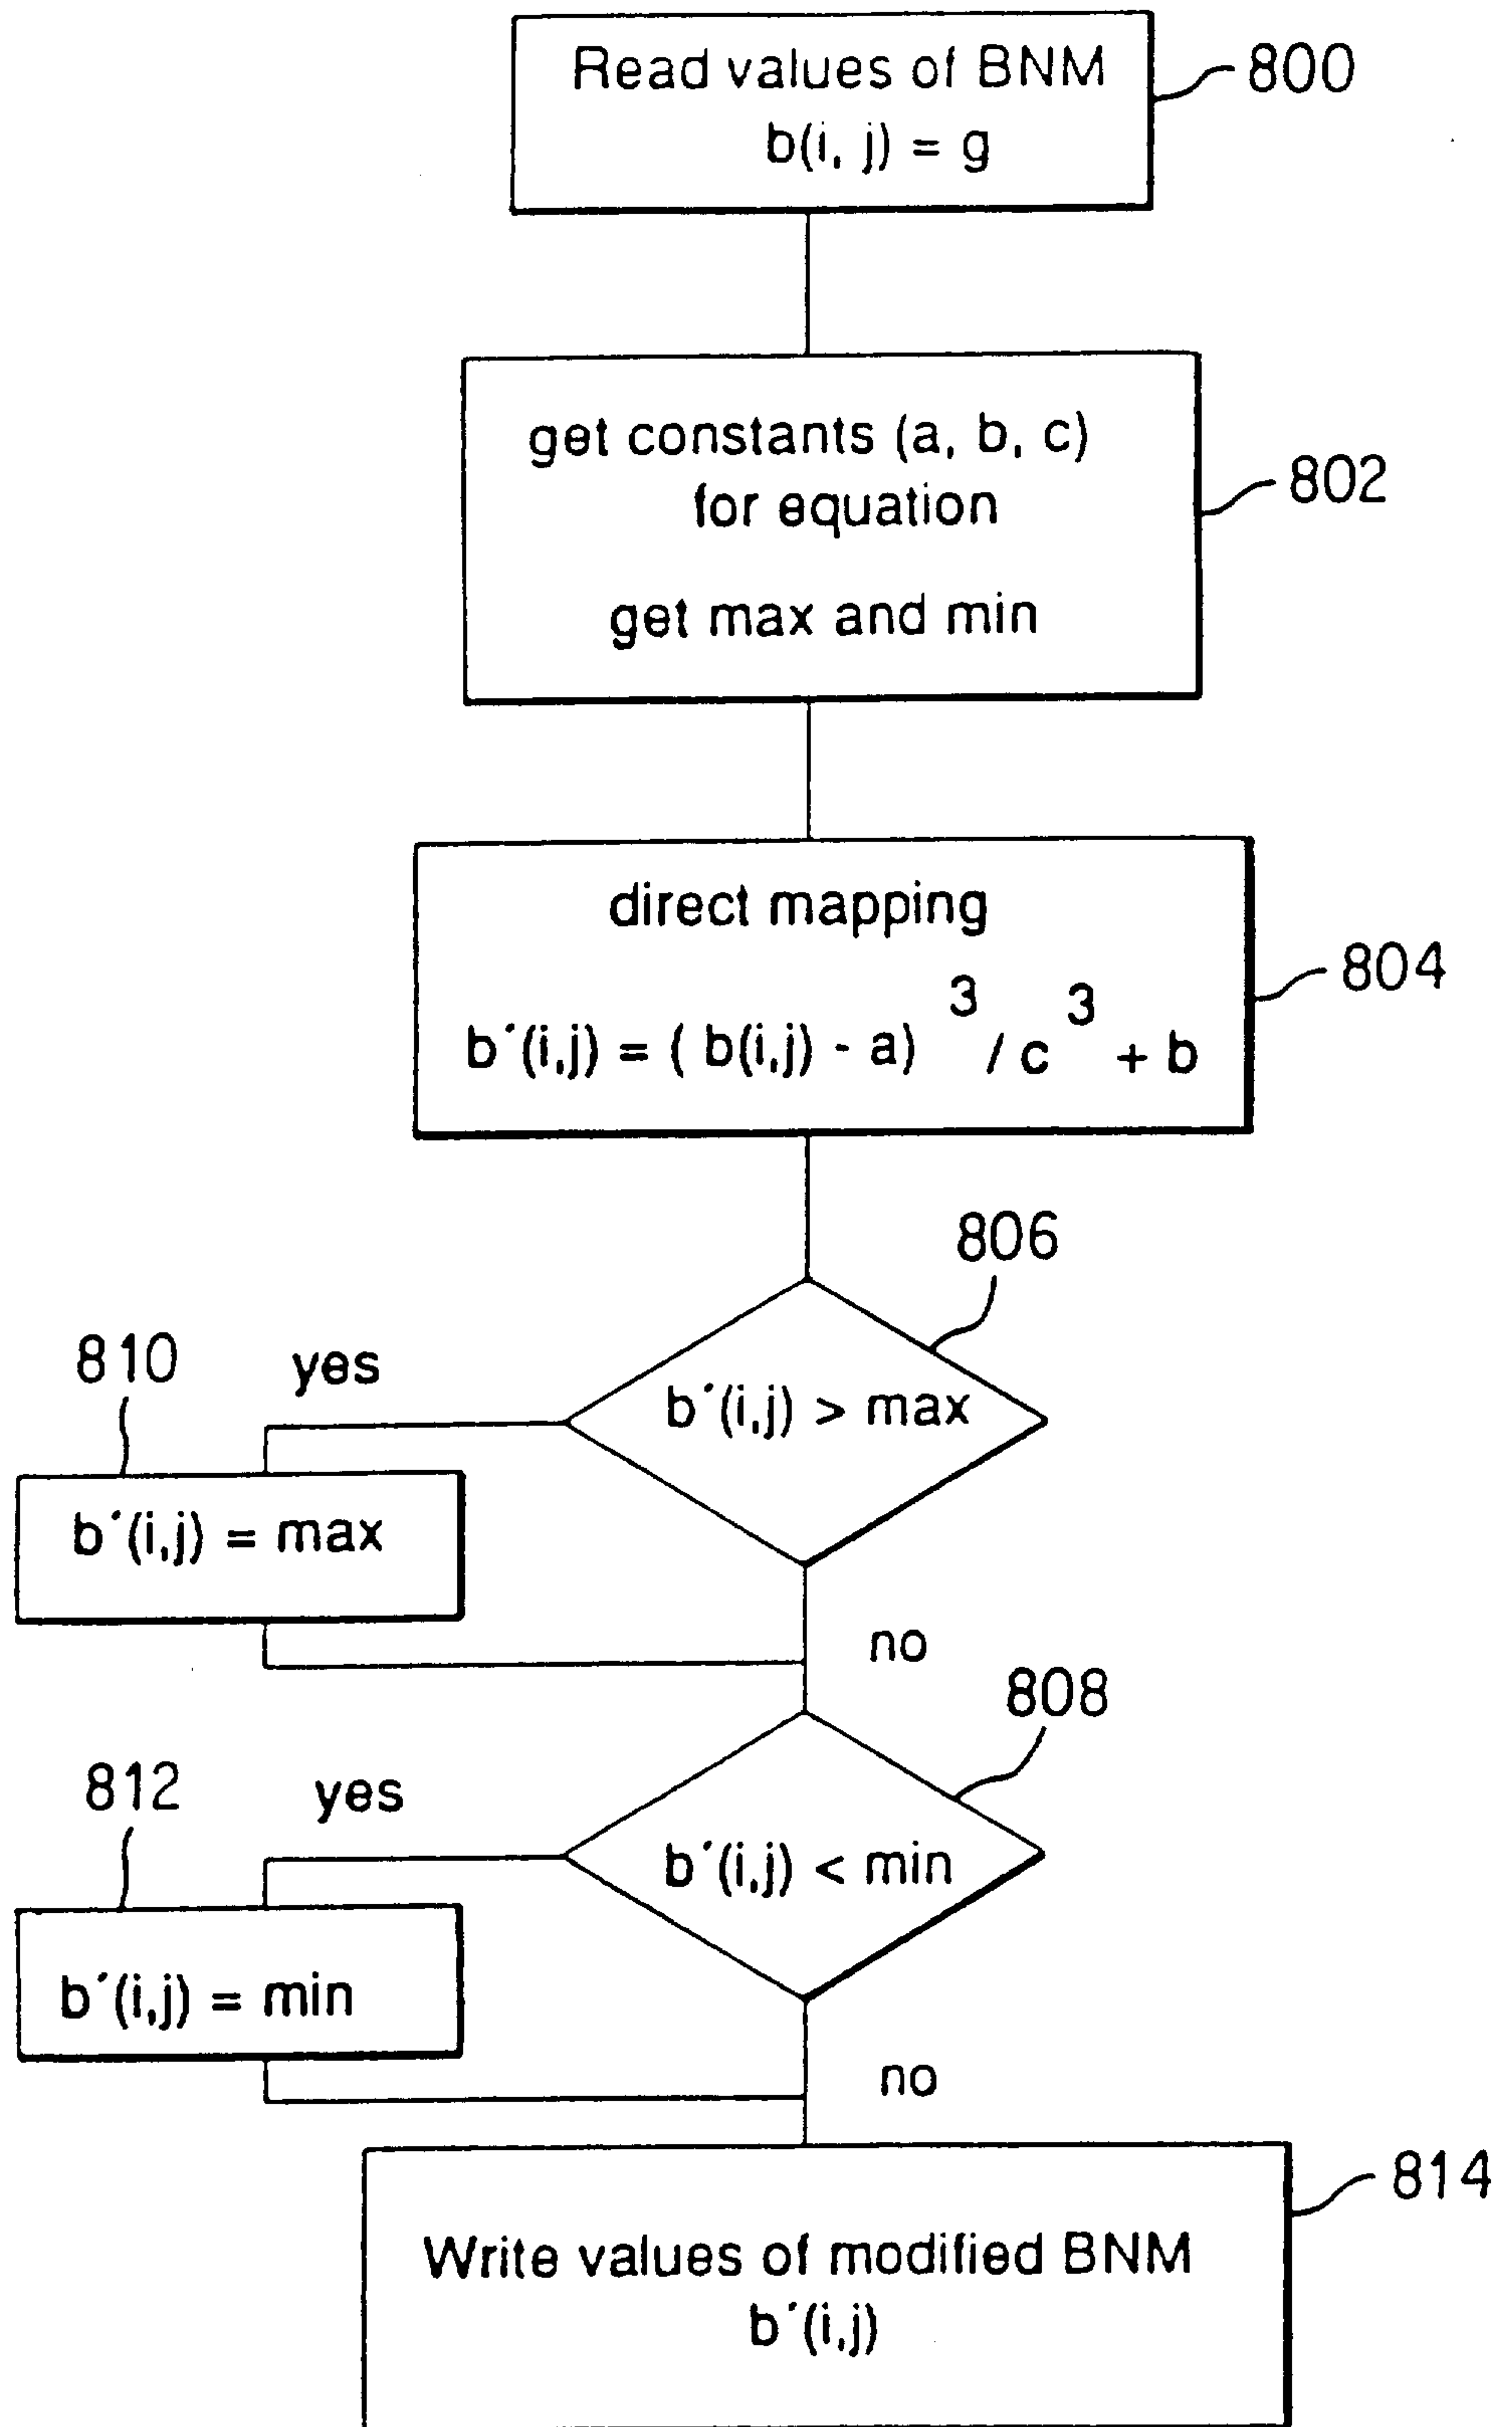 Read values of BNM
b(i, j) = g
800
get constants (a, b, c)
for equation
get max and min
802
direct mapping
b´(i,j) = ( b(i,j) - a) 3 / c 3 + b
804
806
b´(i,j) > max
yes
810
b´(i,j) = max
no
808
b´(i,j) < min
yes
812
b´(i,j) = min
no
814
Write values of modified BNM
b´(i,j)